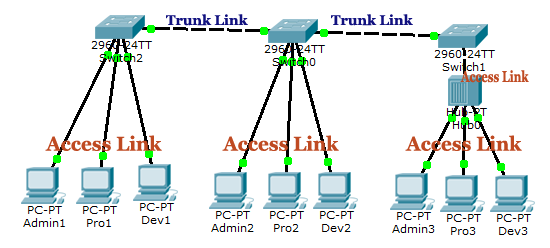 Trunk Link
Trunk Link
2960-24TT
Switch2
2960-24TT
Switch0
2960-24TT
Switch1
Access Link
Hub-PT
Hub0
Access Link
Access Link
Access Link
PC-PT
Admin1
PC-PT
Pro1
PC-PT
Dev1
PC-PT
Admin2
PC-PT
Pro2
PC-PT
Dev2
PC-PT
Admin3
PC-PT
Pro3
PC-PT
Dev3